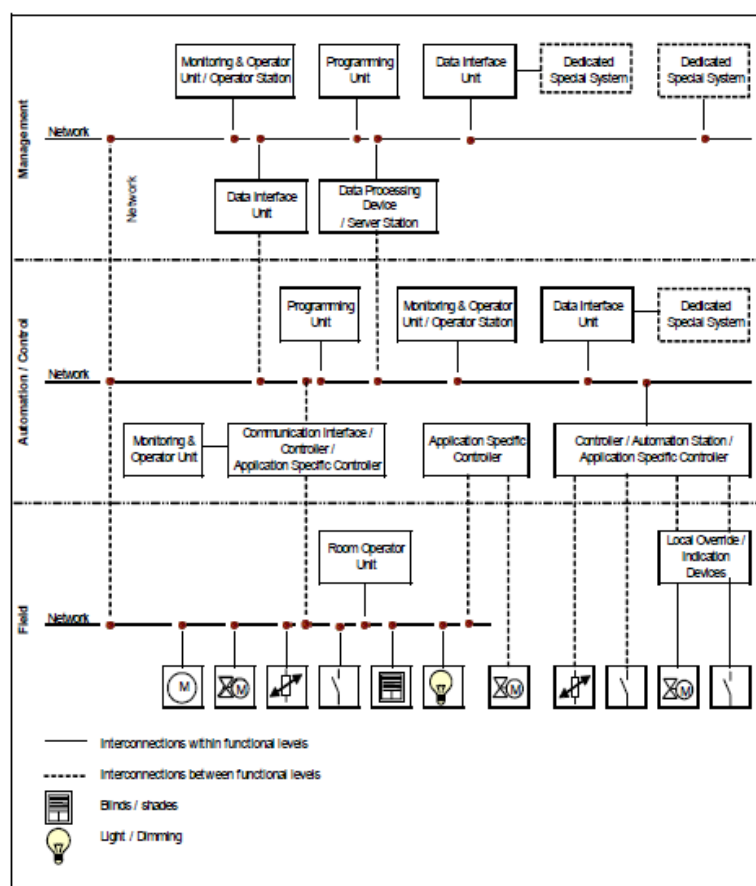 Management
Monitoring & Operator
Unit / Operator Station
Programming
Unit
Data Interface
Unit
Dedicated
Special System
Dedicated
Special System
Network
Network
Data Interface
Unit
Data Processing
Device
/ Server Station
Automation / Control
Programming
Unit
Monitoring & Operator
Unit / Operator Station
Data Interface
Unit
Dedicated
Special System
Network
Monitoring &
Operator Unit
Communication Interface /
Controller /
Application Specific Controller
Application Specific
Controller
Controller / Automation Station /
Application Specific Controller
Field
Room Operator
Unit
Local Override /
Indication
Devices
Network
M
M
M
M
Interconnections within functional levels
Interconnections between functional levels
Blinds / shades
Light / Dimming